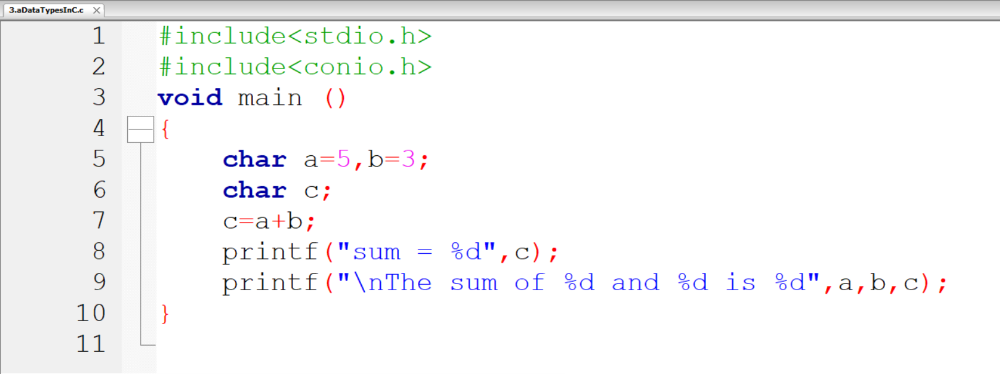 3.aDataTypesInC.c
1 #include<stdio.h>
2 #include<conio.h>
3 void main ()
4 {
5 char a=5,b=3;
6 char c;
7 c=a+b;
8 printf("sum = %d",c);
9 printf("\nThe sum of %d and %d is %d",a,b,c);
10 }
11